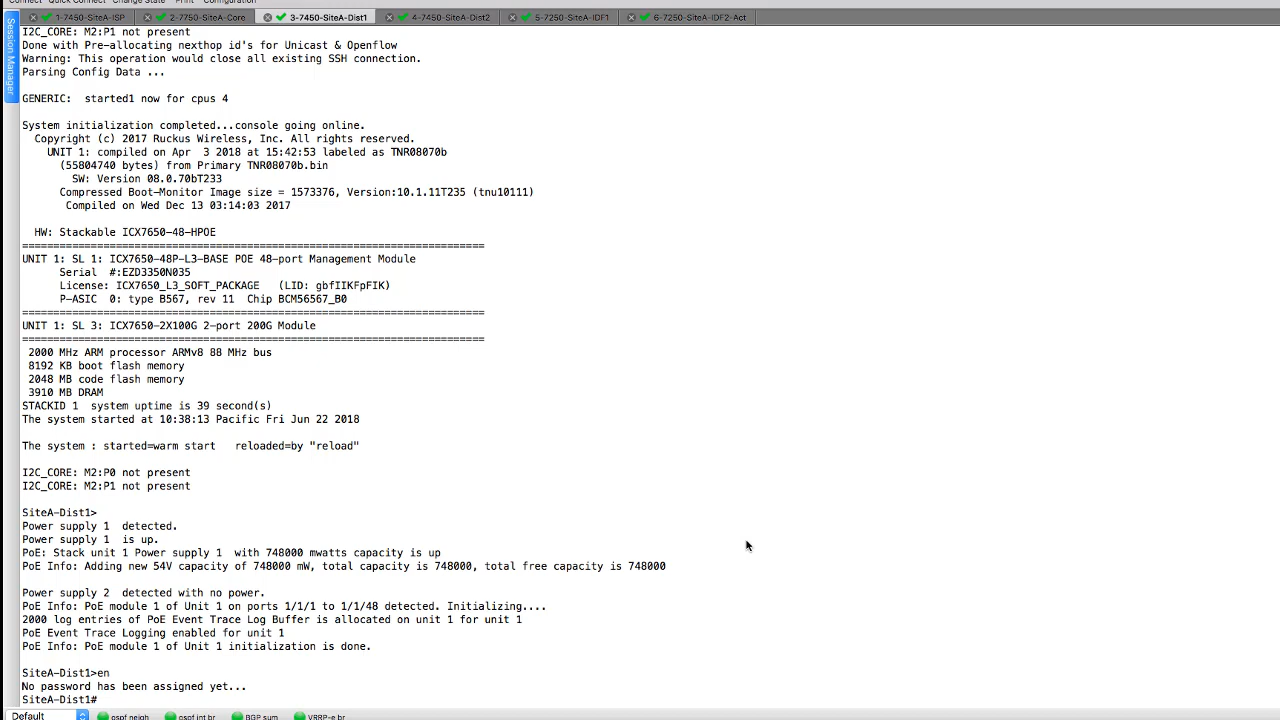 Connect Quick Connect Change State Print Configuration
1-7450-SiteA-ISP 2-7750-SiteA-Core 3-7450-SiteA-Dist1 4-7450-SiteA-Dist2 5-7250-SiteA-IDF1 6-7250-SiteA-IDF2-Act
Session Manager
I2C_CORE: M2:P1 not present
Done with Pre-allocating nexthop id's for Unicast & Openflow
Warning: This operation would close all existing SSH connection.
Parsing Config Data ...
GENERIC:  started1 now for cpus 4
System initialization completed...console going online.
  Copyright (c) 2017 Ruckus Wireless, Inc. All rights reserved.
    UNIT 1: compiled on Apr  3 2018 at 15:42:53 labeled as TNR08070b
      (55804740 bytes) from Primary TNR08070b.bin
        SW: Version 08.0.70bT233
      Compressed Boot-Monitor Image size = 1573376, Version:10.1.11T235 (tnu10111)
       Compiled on Wed Dec 13 03:14:03 2017
  HW: Stackable ICX7650-48-HPOE
==========================================================================
UNIT 1: SL 1: ICX7650-48P-L3-BASE POE 48-port Management Module
      Serial  #:EZD3350N035
      License: ICX7650_L3_SOFT_PACKAGE   (LID: gbfIIKFpFIK)
      P-ASIC  0: type B567, rev 11  Chip BCM56567_B0
==========================================================================
UNIT 1: SL 3: ICX7650-2X100G 2-port 200G Module
==========================================================================
 2000 MHz ARM processor ARMv8 88 MHz bus
 8192 KB boot flash memory
 2048 MB code flash memory
 3910 MB DRAM
STACKID 1  system uptime is 39 second(s)
The system started at 10:38:13 Pacific Fri Jun 22 2018
The system : started=warm start   reloaded=by "reload"
I2C_CORE: M2:P0 not present
I2C_CORE: M2:P1 not present
SiteA-Dist1>
Power supply 1  detected.
Power supply 1  is up.
PoE: Stack unit 1 Power supply 1  with 748000 mwatts capacity is up
PoE Info: Adding new 54V capacity of 748000 mW, total capacity is 748000, total free capacity is 748000
Power supply 2  detected with no power.
PoE Info: PoE module 1 of Unit 1 on ports 1/1/1 to 1/1/48 detected. Initializing....
2000 log entries of PoE Event Trace Log Buffer is allocated on unit 1 for unit 1
PoE Event Trace Logging enabled for unit 1
PoE Info: PoE module 1 of Unit 1 initialization is done.
SiteA-Dist1>en
No password has been assigned yet...
SiteA-Dist1#
Default ospf neigh ospf int br BGP sum VRRP-e br